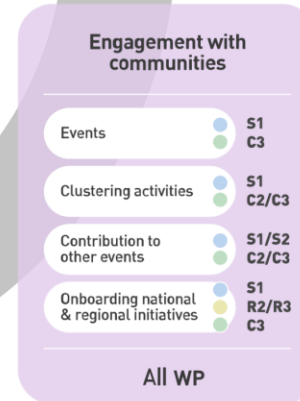 Engagement with
communities
Events
S1
C3
Clustering activities
S1
C2/C3
Contribution to
other events
S1/S2
C2/C3
Onboarding national
& regional initiatives
S1
R2/R3
C3
All WP